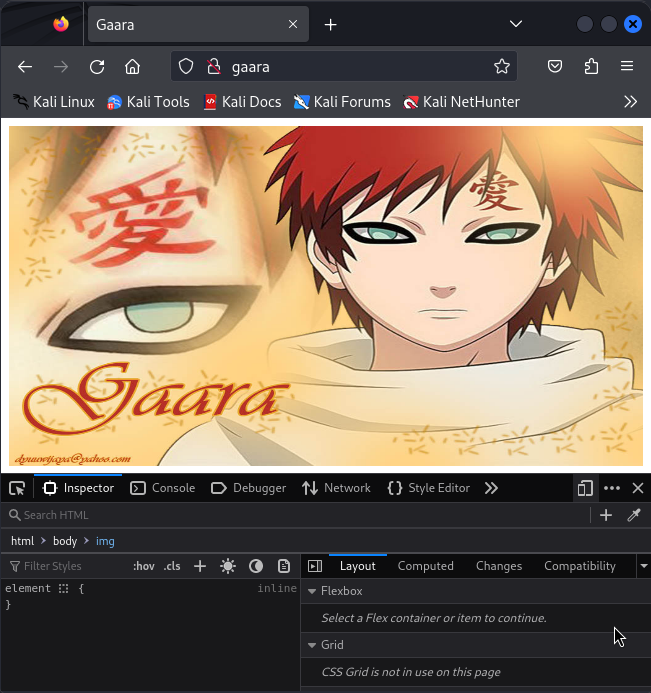 Gaara
gaara
Kali Linux Kali Tools Kali Docs Kali Forums Kali NetHunter
愛 愛
Gaara
dyuuwijaya@yahoo.com
Inspector Console Debugger Network Style Editor
Search HTML
html body img
Filter Styles :hov .cls Layout Computed Changes Compatibility
element { inline
}
Flexbox
Select a Flex container or item to continue.
Grid
CSS Grid is not in use on this page